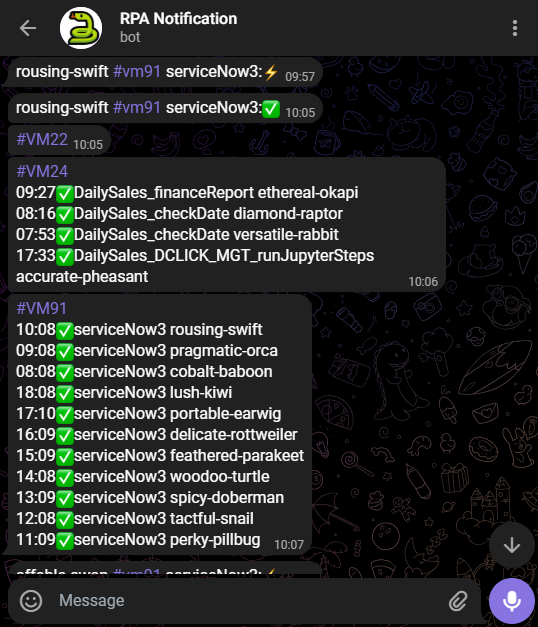 RPA Notification
bot
rousing-swift #vm91 serviceNow3:⚡ 09:57
rousing-swift #vm91 serviceNow3:✅ 10:05
#VM22 10:05
#VM24
09:27✅DailySales_financeReport ethereal-okapi
08:16✅DailySales_checkDate diamond-raptor
07:53✅DailySales_checkDate versatile-rabbit
17:33✅DailySales_DCLICK_MGT_runJupyterSteps
accurate-pheasant 10:06
#VM91
10:08✅serviceNow3 rousing-swift
09:08✅serviceNow3 pragmatic-orca
08:08✅serviceNow3 cobalt-baboon
18:08✅serviceNow3 lush-kiwi
17:10✅serviceNow3 portable-earwig
16:09✅serviceNow3 delicate-rottweiler
15:09✅serviceNow3 feathered-parakeet
14:08✅serviceNow3 woodoo-turtle
13:09✅serviceNow3 spicy-doberman
12:08✅serviceNow3 tactful-snail
11:09✅serviceNow3 perky-pillbug 10:07
#vm91 serviceNow3:⚡
Message